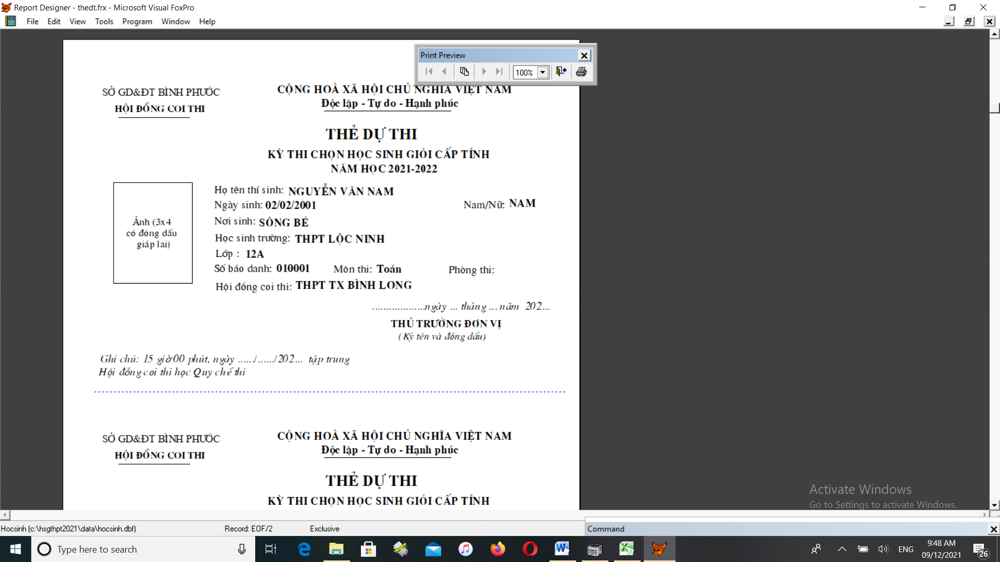 Report Designer - thedt.frx - Microsoft Visual FoxPro
File Edit View Tools Program Window Help
Print Preview
100%
SỞ GD&ĐT BÌNH PHƯỚC
CỘNG HOÀ XÃ HỘI CHỦ NGHĨA VIỆT NAM
HỘI ĐỒNG COI THI
Độc lập - Tự do - Hạnh phúc
THẺ DỰ THI
KỲ THI CHỌN HỌC SINH GIỎI CẤP TỈNH
NĂM HỌC 2021-2022
Ảnh (3x4
có đóng dấu
giáp lai)
Họ tên thí sinh: NGUYỄN VĂN NAM
Ngày sinh: 02/02/2001 Nam/Nữ: NAM
Nơi sinh: SÔNG BÉ
Học sinh trường: THPT LỘC NINH
Lớp : 12A
Số báo danh: 010001 Môn thi: Toán Phòng thi:
Hội đồng coi thi: THPT TX BÌNH LONG
...................ngày ... tháng ... năm 202...
THỦ TRƯỞNG ĐƠN VỊ
(Ký tên và đóng dấu)
Ghi chú: 15 giờ 00 phút, ngày ....../....../202... tập trung
Hội đồng coi thi học Quy chế thi
SỞ GD&ĐT BÌNH PHƯỚC
CỘNG HOÀ XÃ HỘI CHỦ NGHĨA VIỆT NAM
HỘI ĐỒNG COI THI
Độc lập - Tự do - Hạnh phúc
THẺ DỰ THI
KỲ THI CHỌN HỌC SINH GIỎI CẤP TỈNH
Activate Windows
Go to Settings to activate Windows.
Hocsinh (c:\hsgthpt2021\data\hocsinh.dbf) Record: EOF/2 Exclusive
Command
Type here to search
ENG
9:48 AM
09/12/2021
26